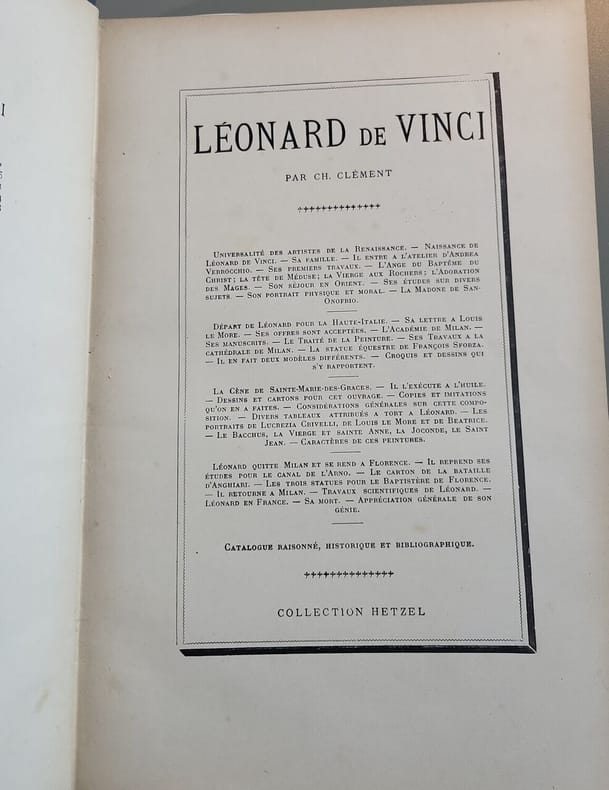 LÉONARD DE VINCI
PAR CH. CLÉMENT
Universalité des artistes de la Renaissance. — Naissance de
Léonard de Vinci. — Sa famille. — Il entre a l'atelier d'Andrea
Verrocchio. — Ses premiers travaux. — L'Ange du Baptême du
Christ; la tête de Méduse; la Vierge aux Rochers; l'Adoration
des Mages. — Son séjour en Orient. — Ses études sur divers
sujets. — Son portrait physique et moral. — La Madone de San-
Onofrio.
Départ de Léonard pour la Haute-Italie. — Sa lettre a Louis
le More. — Ses offres sont acceptées. — L'Académie de Milan. —
Ses manuscrits. — Le Traité de la Peinture. — Ses Travaux a la
cathédrale de Milan. — La statue équestre de François Sforza.
— Il en fait deux modèles différents. — Croquis et dessins qui
s'y rapportent.
La Cène de Sainte-Marie-des-Graces. — Il l'exécute a l'huile.
— Dessins et cartons pour cet ouvrage. — Copies et imitations
qu'on en a faites. — Considérations générales sur cette compo-
sition. — Divers tableaux attribués a tort a Léonard. — Les
portraits de Lucrezia Crivelli, de Louis le More et de Beatrice.
— Le Bacchus, la Vierge et sainte Anne, la Joconde, le Saint
Jean. — Caractères de ces peintures.
Léonard quitte Milan et se rend a Florence. — Il reprend ses
études pour le canal de l'Arno. — Le carton de la bataille
d'Anghiari. — Les trois statues pour le Baptistère de Florence.
— Il retourne a Milan. — Travaux scientifiques de Léonard. —
Léonard en France. — Sa mort. — Appréciation générale de son
génie.
Catalogue raisonné, historique et bibliographique.
COLLECTION HETZEL